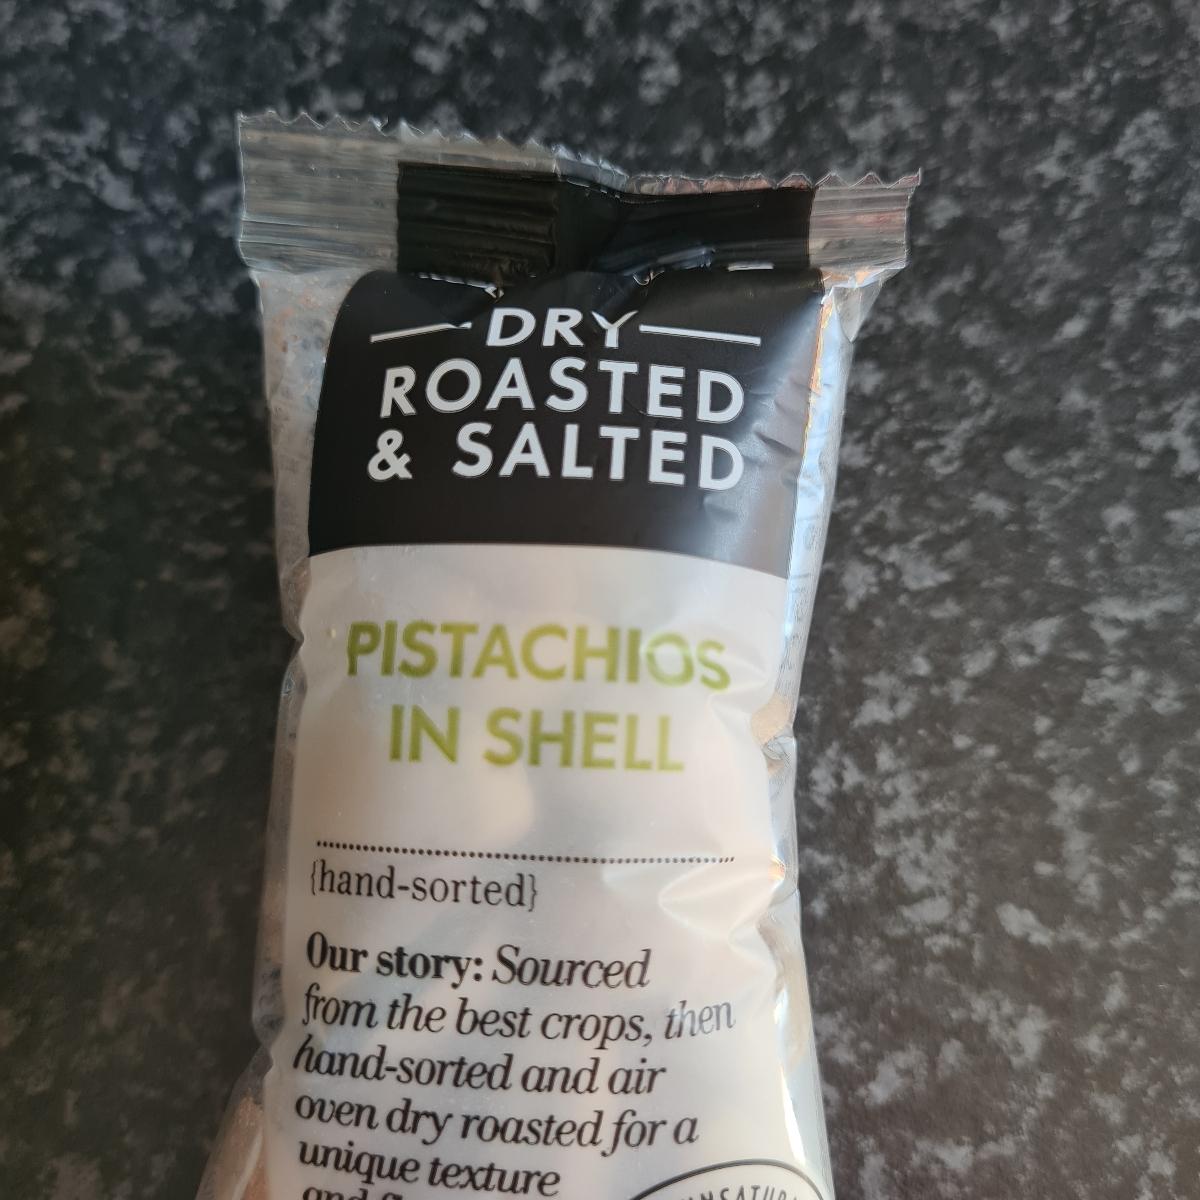 DRY
ROASTED
& SALTED
PISTACHIOS
IN SHELL
{hand-sorted}
Our story: Sourced
from the best crops, then
hand-sorted and air
oven dry roasted for a
unique texture
and